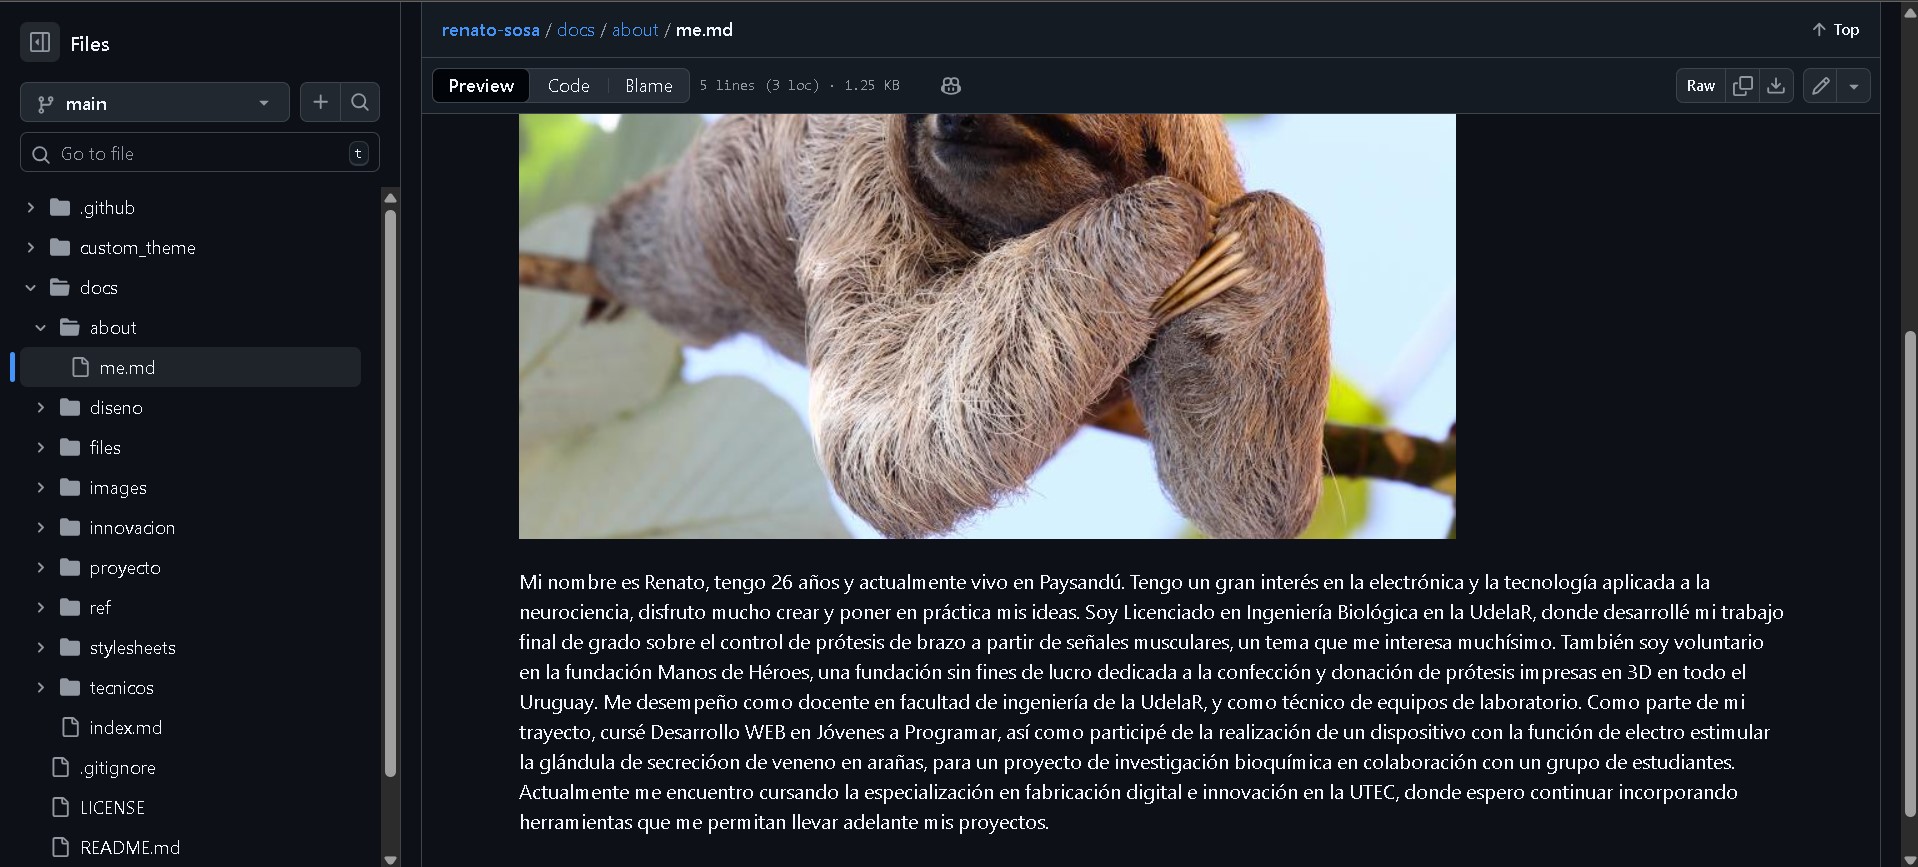 Files
main
Go to file
t
.github
custom_theme
docs
about
me.md
diseno
files
images
innovacion
proyecto
ref
stylesheets
tecnicos
index.md
.gitignore
LICENSE
README.md
renato-sosa / docs / about / me.md
Top
Preview Code Blame 5 lines (3 loc) · 1.25 KB
Raw
Mi nombre es Renato, tengo 26 años y actualmente vivo en Paysandú. Tengo un gran interés en la electrónica y la tecnología aplicada a la
neurociencia, disfruto mucho crear y poner en práctica mis ideas. Soy Licenciado en Ingeniería Biológica en la UdelaR, donde desarrollé mi trabajo
final de grado sobre el control de prótesis de brazo a partir de señales musculares, un tema que me interesa muchísimo. También soy voluntario
en la fundación Manos de Héroes, una fundación sin fines de lucro dedicada a la confección y donación de prótesis impresas en 3D en todo el
Uruguay. Me desempeño como docente en facultad de ingeniería de la UdelaR, y como técnico de equipos de laboratorio. Como parte de mi
trayecto, cursé Desarrollo WEB en Jóvenes a Programar, así como participé de la realización de un dispositivo con la función de electro estimular
la glándula de secrecióon de veneno en arañas, para un proyecto de investigación bioquímica en colaboración con un grupo de estudiantes.
Actualmente me encuentro cursando la especialización en fabricación digital e innovación en la UTEC, donde espero continuar incorporando
herramientas que me permitan llevar adelante mis proyectos.